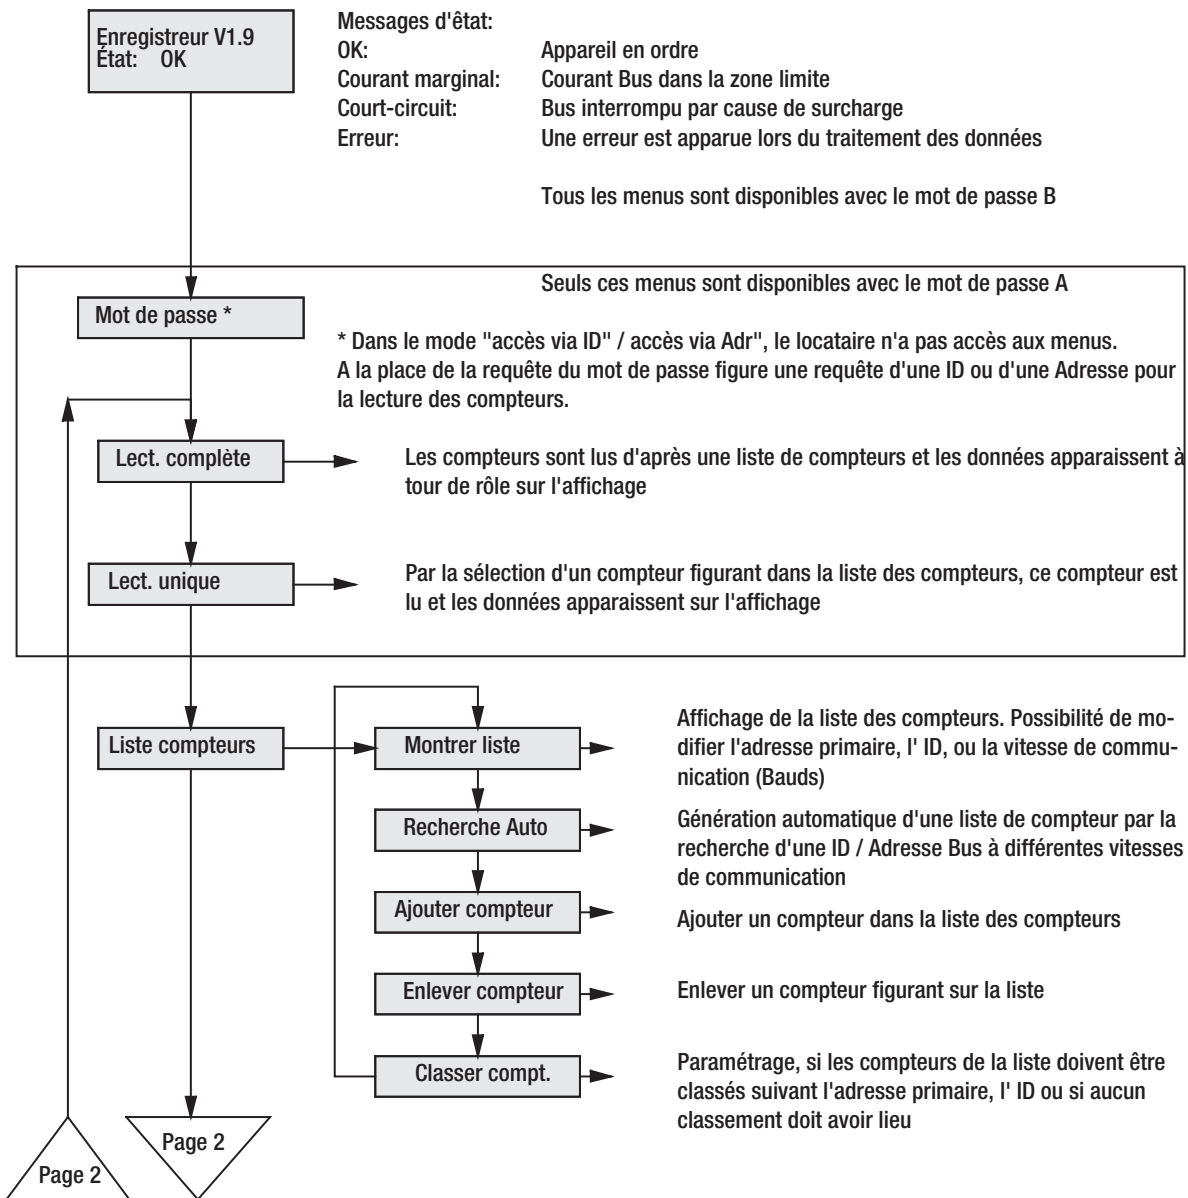 Enregistreur V1.9
État: OK
Messages d'êtat:
OK: Appareil en ordre
Courant marginal: Courant Bus dans la zone limite
Court-circuit: Bus interrompu par cause de surcharge
Erreur: Une erreur est apparue lors du traitement des données
Tous les menus sont disponibles avec le mot de passe B
Seuls ces menus sont disponibles avec le mot de passe A
Mot de passe *
* Dans le mode "accès via ID" / accès via Adr", le locataire n'a pas accès aux menus.
A la place de la requête du mot de passe figure une requête d'une ID ou d'une Adresse pour
la lecture des compteurs.
Lect. complète
Les compteurs sont lus d'après une liste de compteurs et les données apparaissent à
tour de rôle sur l'affichage
Lect. unique
Par la sélection d'un compteur figurant dans la liste des compteurs, ce compteur est
lu et les données apparaissent sur l'affichage
Liste compteurs
Montrer liste
Affichage de la liste des compteurs. Possibilité de mo-
difier l'adresse primaire, l' ID, ou la vitesse de commu-
nication (Bauds)
Recherche Auto
Génération automatique d'une liste de compteur par la
recherche d'une ID / Adresse Bus à différentes vitesses
de communication
Ajouter compteur
Ajouter un compteur dans la liste des compteurs
Enlever compteur
Enlever un compteur figurant sur la liste
Classer compt.
Paramétrage, si les compteurs de la liste doivent être
classés suivant l'adresse primaire, l' ID ou si aucun
classement doit avoir lieu
Page 2
Page 2